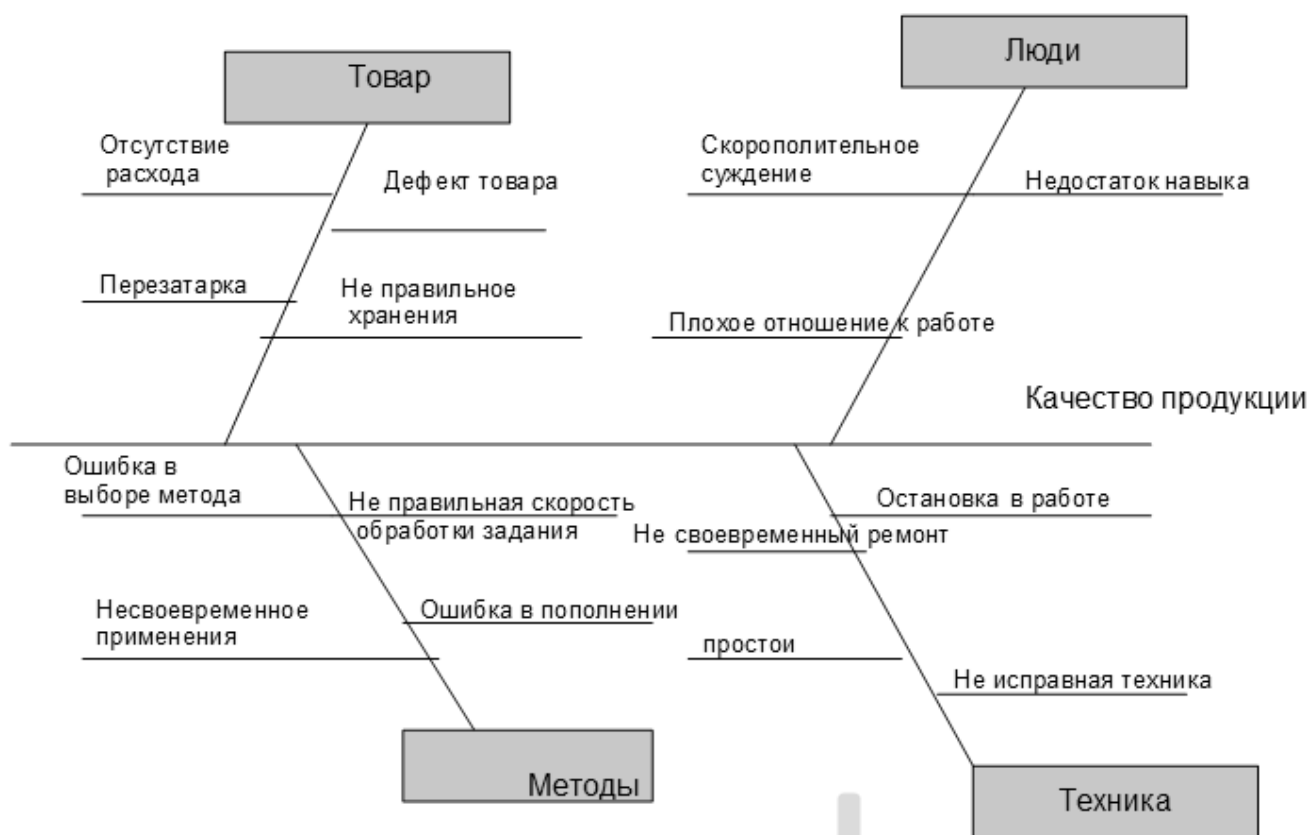 Товар
Люди
Отсутствие
расхода
Дефект товара
Скорополительное
суждение
Недостаток навыка
Перезатарка
Не правильное
хранения
Плохое отношение к работе
Качество продукции
Ошибка в
выборе метода
Не правильная скорость
обработки задания
Остановка в работе
Не своевременный ремонт
Несвоевременное
применения
Ошибка в пополнении
простои
Не исправная техника
Методы
Техника